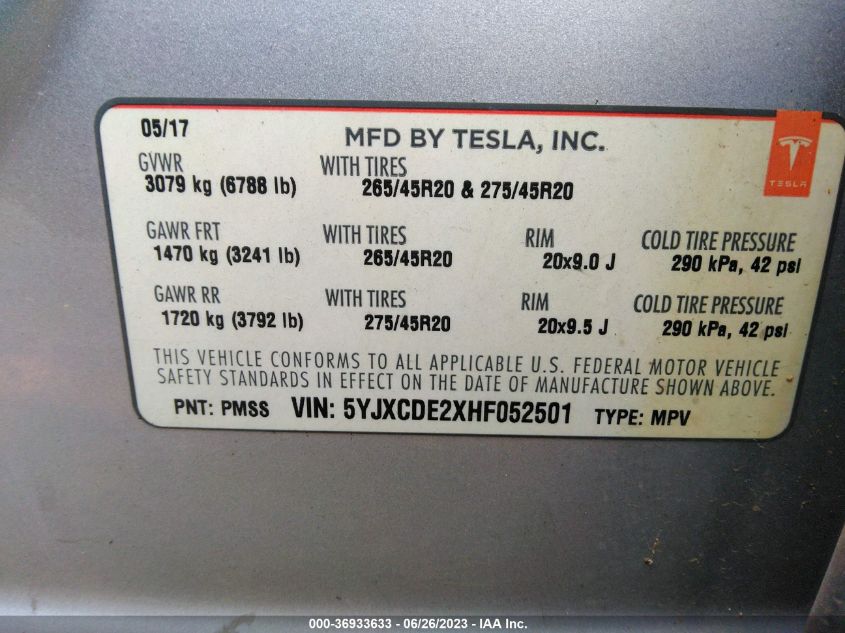 05/17
MFD BY TESLA, INC.
TESLA
GVWR WITH TIRES
3079 kg (6788 lb) 265/45R20 & 275/45R20
GAWR FRT WITH TIRES RIM COLD TIRE PRESSURE
1470 kg (3241 lb) 265/45R20 20x9.0 J 290 kPa, 42 psi
GAWR RR WITH TIRES RIM COLD TIRE PRESSURE
1720 kg (3792 lb) 275/45R20 20x9.5 J 290 kPa, 42 psi
THIS VEHICLE CONFORMS TO ALL APPLICABLE U.S. FEDERAL MOTOR VEHICLE
SAFETY STANDARDS IN EFFECT ON THE DATE OF MANUFACTURE SHOWN ABOVE.
PNT: PMSS VIN: 5YJXCDE2XHF052501 TYPE: MPV
000-36933633 - 06/26/2023 - IAA Inc.